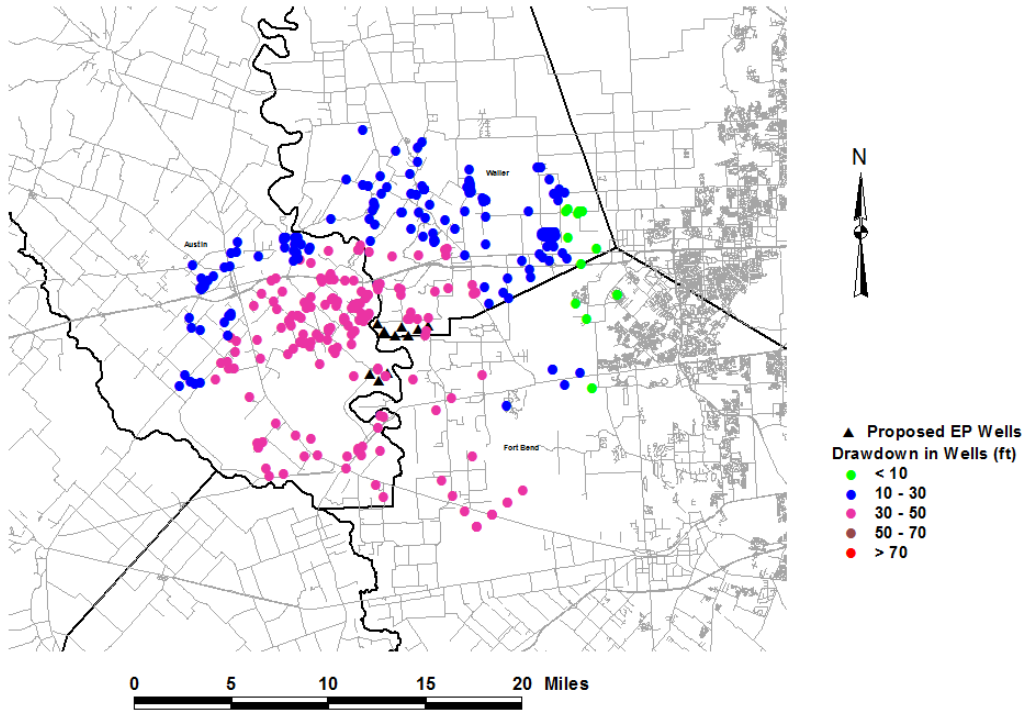 N
Waller
Austin
Fort Bend
Proposed EP Wells
Drawdown in Wells (ft)
< 10
10 - 30
30 - 50
50 - 70
> 70
0 5 10 15 20 Miles